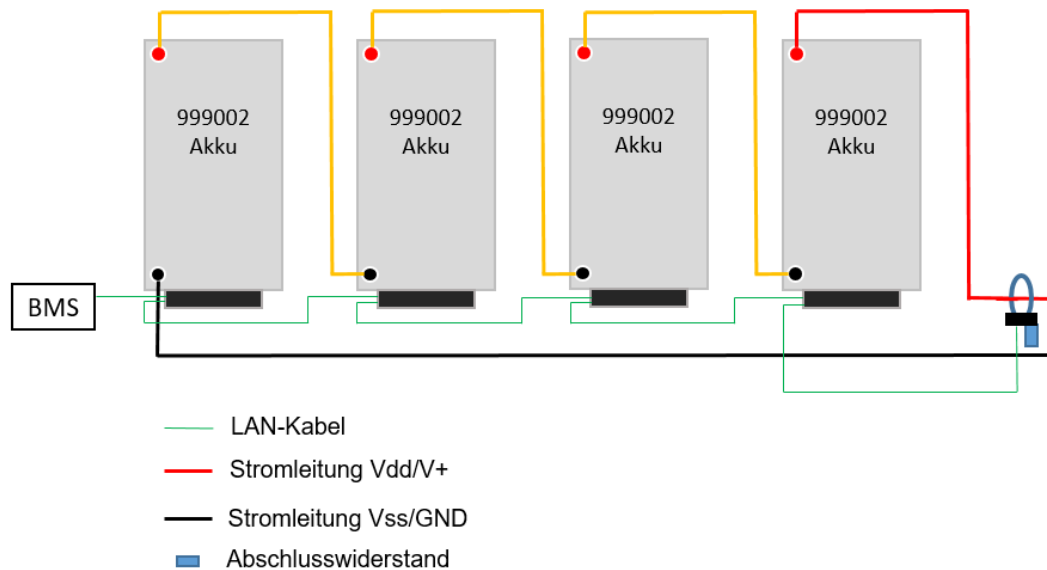 999002
Akku
999002
Akku
999002
Akku
999002
Akku
BMS
LAN-Kabel
Stromleitung Vdd/V+
Stromleitung Vss/GND
Abschlusswiderstand